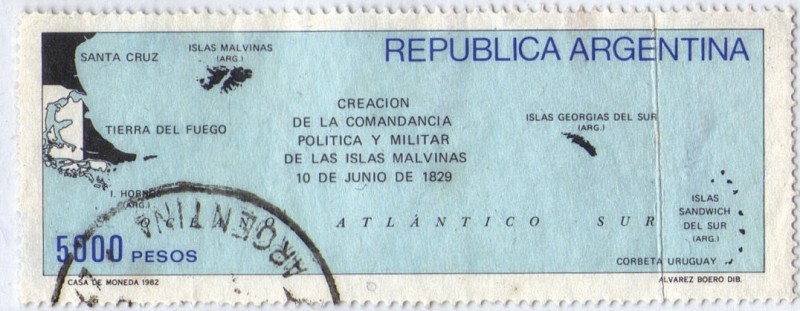 REPUBLICA ARGENTINA
SANTA CRUZ
ISLAS MALVINAS
(ARG.)
CREACION
DE LA COMANDANCIA
POLITICA Y MILITAR
DE LAS ISLAS MALVINAS
10 DE JUNIO DE 1829
TIERRA DEL FUEGO
ISLAS GEORGIAS DEL SUR
(ARG.)
I. HORNOS
(ARG.)
ISLAS
SANDWICH
DEL SUR
(ARG.)
ATLÀNTICO SUR
CORBETA URUGUAY
5000 PESOS
CASA DE MONEDA 1982
ALVAREZ BOERO DIB.
ARGENTINA